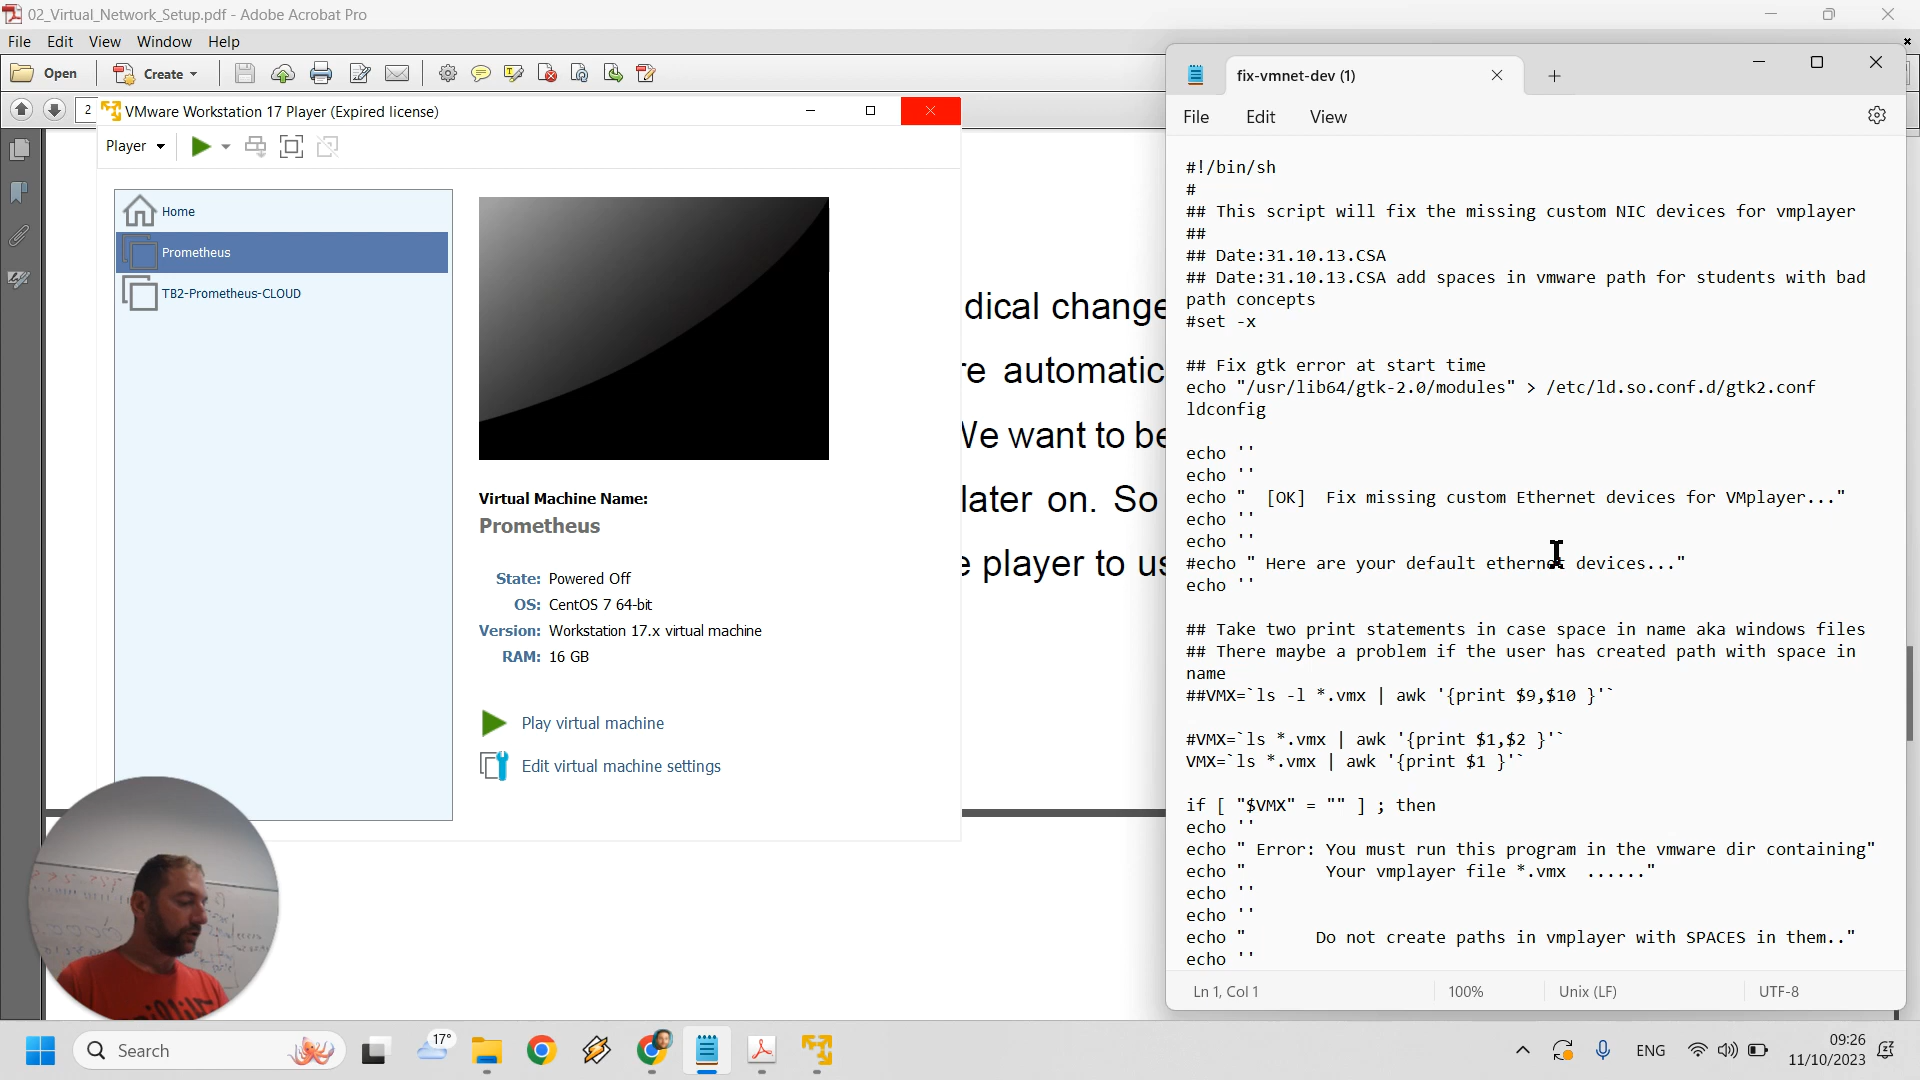 02_Virtual_Network_Setup.pdf - Adobe Acrobat Pro
File Edit View Window Help
Open Create
2
VMware Workstation 17 Player (Expired license)
Player
Home
Prometheus
TB2-Prometheus-CLOUD
Virtual Machine Name:
Prometheus
State: Powered Off
OS: CentOS 7 64-bit
Version: Workstation 17.x virtual machine
RAM: 16 GB
Play virtual machine
Edit virtual machine settings
dical change
re automatic
We want to be
later on. So
e player to us
fix-vmnet-dev (1)
File Edit View
#!/bin/sh
#
## This script will fix the missing custom NIC devices for vmplayer
##
## Date:31.10.13.CSA
## Date:31.10.13.CSA add spaces in vmware path for students with bad
path concepts
#set -x
## Fix gtk error at start time
echo "/usr/lib64/gtk-2.0/modules" > /etc/ld.so.conf.d/gtk2.conf
ldconfig
echo ''
echo ''
echo "  [OK]  Fix missing custom Ethernet devices for VMplayer..."
echo ''
echo ''
#echo " Here are your default ethernet devices..."
echo ''
## Take two print statements in case space in name aka windows files
## There maybe a problem if the user has created path with space in
name
##VMX=`ls -l *.vmx | awk '{print $9,$10 }'`
#VMX=`ls *.vmx | awk '{print $1,$2 }'`
VMX=`ls *.vmx | awk '{print $1 }'`
if [ "$VMX" = "" ] ; then
echo ''
echo " Error: You must run this program in the vmware dir containing"
echo "        Your vmplayer file *.vmx  ......"
echo ''
echo ''
echo "       Do not create paths in vmplayer with SPACES in them.."
echo ''
Ln 1, Col 1 100% Unix (LF) UTF-8
Search
17°
ENG
09:26
11/10/2023